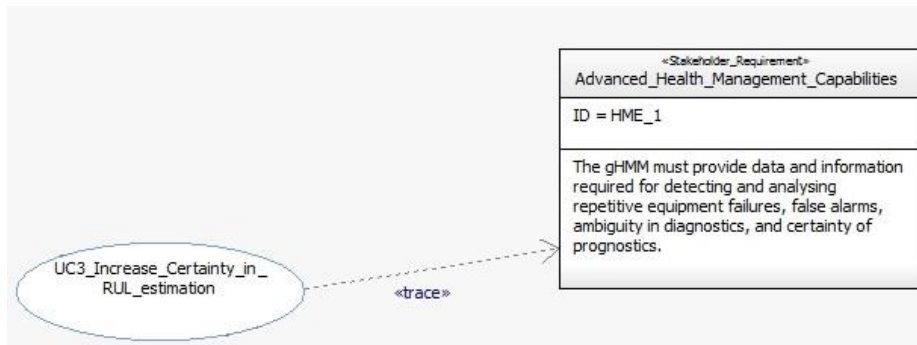 «Stakeholder_Requirement»
Advanced_Health_Management_Capabilities
ID = HME_1
The gHMM must provide data and information
required for detecting and analysing
repetitive equipment failures, false alarms,
ambiguity in diagnostics, and certainty of
prognostics.
UC3_Increase_Certainty_in_
RUL_estimation
«trace»